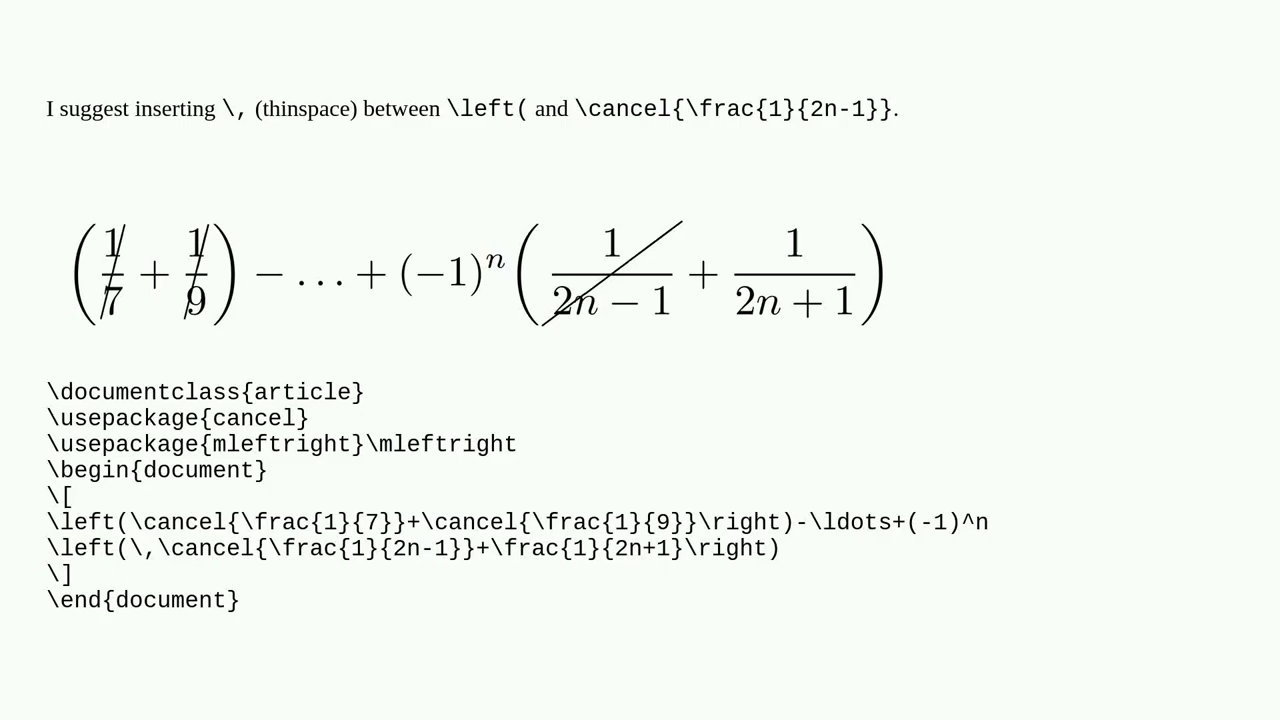 I suggest inserting \, (thinspace) between \left( and \cancel{\frac{1}{2n-1}}.
(1/7 + 1/9) − … + (−1)^n (1/(2n − 1) + 1/(2n + 1))
\documentclass{article}
\usepackage{cancel}
\usepackage{mleftright}\mleftright
\begin{document}
\[
\left(\cancel{\frac{1}{7}}+\cancel{\frac{1}{9}}\right)-\ldots+(-1)^n
\left(\,\cancel{\frac{1}{2n-1}}+\frac{1}{2n+1}\right)
\]
\end{document}